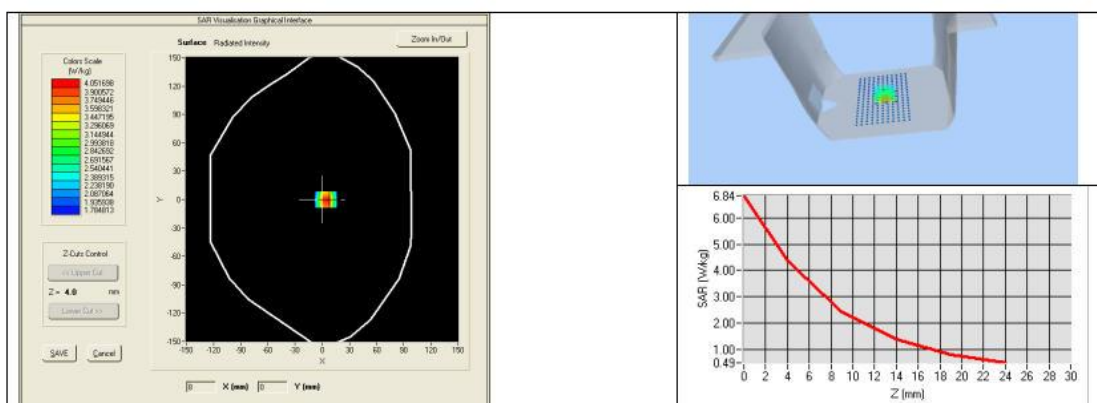 SAR Visualisation Graphical Interface
Surface Radiated Intensity
Zoom In/Out
Colors Scale
(W/kg)
4.051698
3.900572
3.749446
3.598321
3.447195
3.296069
3.144944
2.993818
2.842692
2.691567
2.540441
2.389315
2.238190
2.087064
1.935938
1.784813
Z-Cuts Control
<< Upper Cut
Z = 4.0 mm
Lower Cut >>
SAVE Cancel
150
120
90
60
30
0
-30
-60
-90
-120
-150
Y
-150 -120 -90 -60 -30 0 30 60 90 120 150
X
0 X (mm) 0 Y (mm)
6.84
6.00
5.00
4.00
3.00
2.00
1.00
0.49
SAR (W/kg)
0 2 4 6 8 10 12 14 16 18 20 22 24 26 28 30
Z (mm)